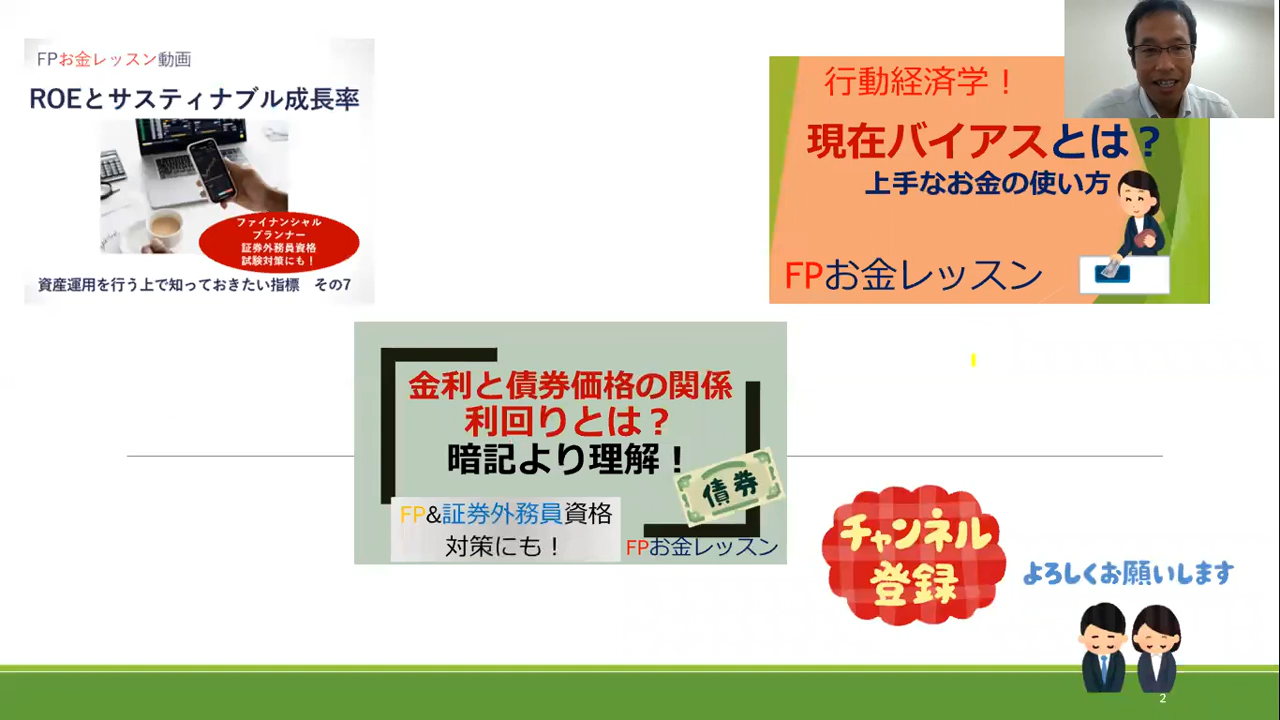 FPお金レッスン動画
ROEとサスティナブル成長率
ファイナンシャル
プランナー
証券外務員資格
試験対策にも！
資産運用を行う上で知っておきたい指標　その7
行動経済学！
現在バイアスとは？
上手なお金の使い方
FPお金レッスン
金利と債券価格の関係
利回りとは？
暗記より理解！
債券
FP&証券外務員資格
対策にも！
FPお金レッスン
チャンネル
登録
よろしくお願いします
2